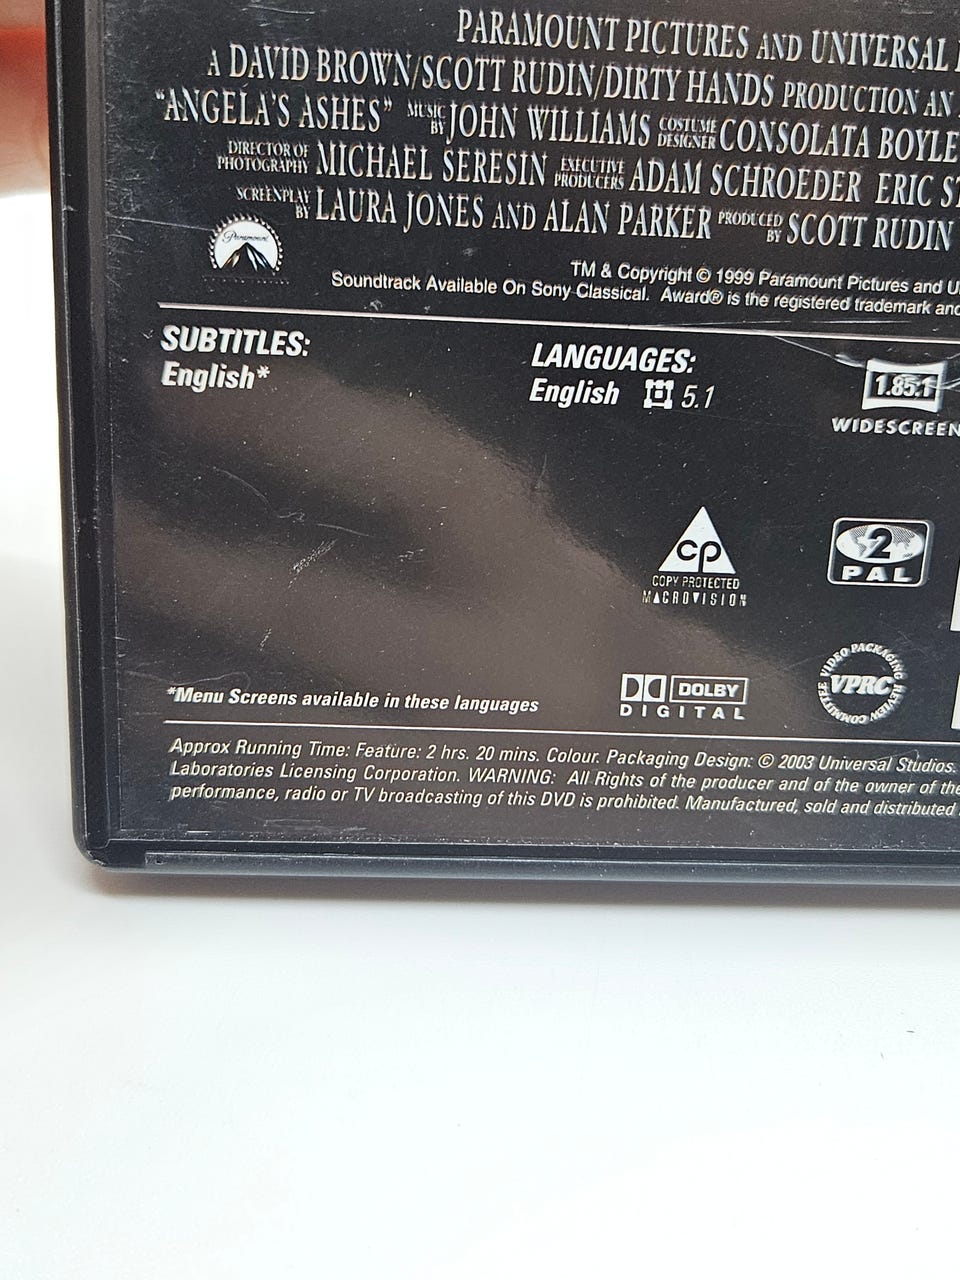 PARAMOUNT PICTURES AND UNIVERSAL
A DAVID BROWN/SCOTT RUDIN/DIRTY HANDS PRODUCTION AN
"ANGELA'S ASHES" MUSIC BY JOHN WILLIAMS COSTUME DESIGNER CONSOLATA BOYLE
DIRECTOR OF PHOTOGRAPHY MICHAEL SERESIN EXECUTIVE PRODUCERS ADAM SCHROEDER ERIC
SCREENPLAY BY LAURA JONES AND ALAN PARKER PRODUCED BY SCOTT RUDIN
Paramount
TM & Copyright © 1999 Paramount Pictures and
Soundtrack Available On Sony Classical. Award® is the registered trademark and
SUBTITLES:
English*
LANGUAGES:
English 5.1
1.85:1
WIDESCREEN
CP
COPY PROTECTED
MACROVISION
2
PAL
*Menu Screens available in these languages
DOLBY
DIGITAL
VIDEO PACKAGING REVIEW COMMITTEE
VPRC
Approx Running Time: Feature: 2 hrs. 20 mins. Colour. Packaging Design: © 2003 Universal Studios.
Laboratories Licensing Corporation. WARNING: All Rights of the producer and of the owner of the
performance, radio or TV broadcasting of this DVD is prohibited. Manufactured, sold and distributed